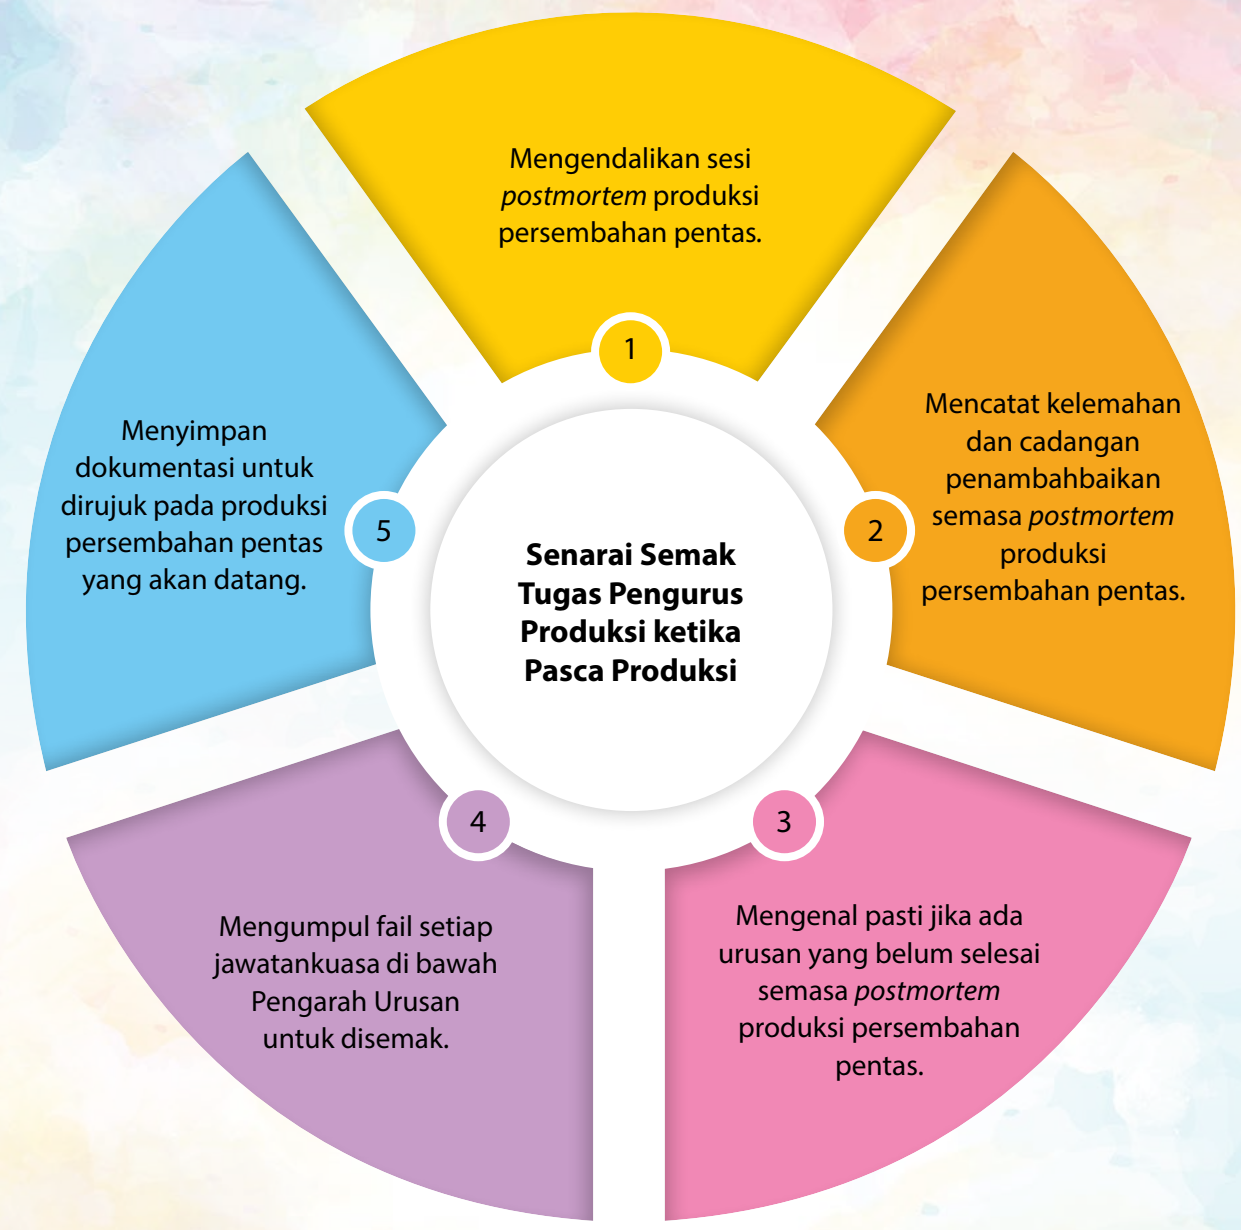 Mengendalikan sesi
postmortem produksi
persembahan pentas.
1
Mencatat kelemahan
dan cadangan
penambahbaikan
semasa postmortem
produksi
persembahan pentas.
2
Mengenal pasti jika ada
urusan yang belum selesai
semasa postmortem
produksi persembahan
pentas.
3
Mengumpul fail setiap
jawatankuasa di bawah
Pengarah Urusan
untuk disemak.
4
Menyimpan
dokumentasi untuk
dirujuk pada produksi
persembahan pentas
yang akan datang.
5
Senarai Semak
Tugas Pengurus
Produksi ketika
Pasca Produksi